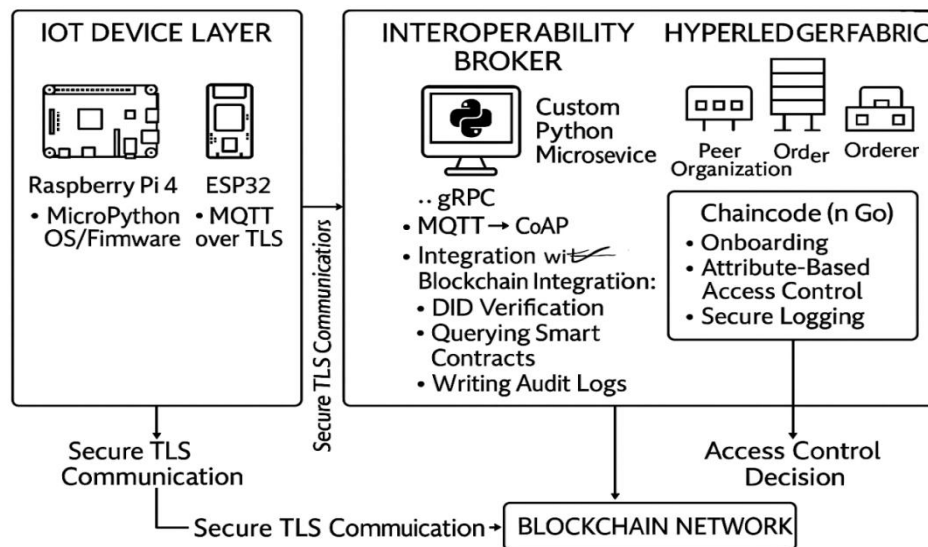 IOT DEVICE LAYER
Raspberry Pi 4
• MicroPython
OS/Firmware
ESP32
• MQTT
over TLS
Secure TLS Communicatiors
INTEROPERABILITY
BROKER
Custom
Python
Microsevice
.. gRPC
• MQTT → CoAP
• Integration wit
Blockchain Integration:
• DID Verification
• Querying Smart
Contracts
• Writing Audit Logs
HYPERLEDGERFABRIC
Peer
Organization
Order
Orderer
Chaincode (n Go)
• Onboarding
• Attribute-Based
Access Control
• Secure Logging
Secure TLS
Communication
Access Control
Decision
Secure TLS Commuication
BLOCKCHAIN NETWORK